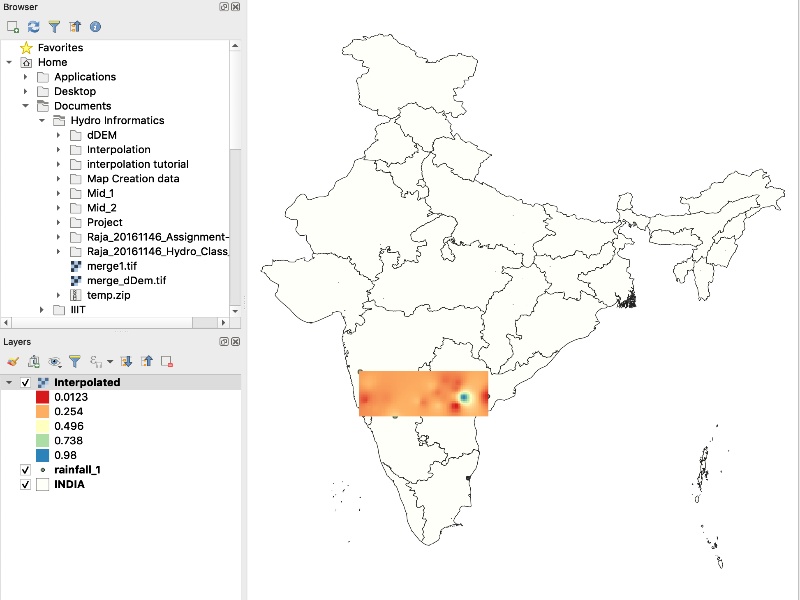 Browser
Favorites
Home
Applications
Desktop
Documents
Hydro Informatics
dDEM
Interpolation
interpolation tutorial
Map Creation data
Mid_1
Mid_2
Project
Raja_20161146_Assignment-
Raja_20161146_Hydro_Class_
merge1.tif
merge_dDem.tif
temp.zip
IIIT
Layers
Interpolated
0.0123
0.254
0.496
0.738
0.98
rainfall_1
INDIA